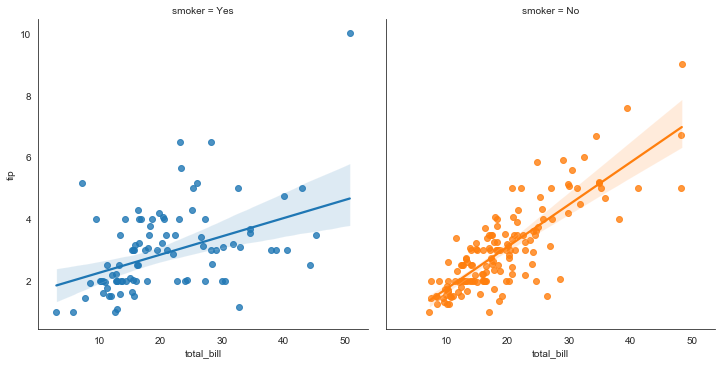 smoker = Yes
smoker = No
10
8
6
4
2
tip
10 20 30 40 50
10 20 30 40 50
total_bill
total_bill